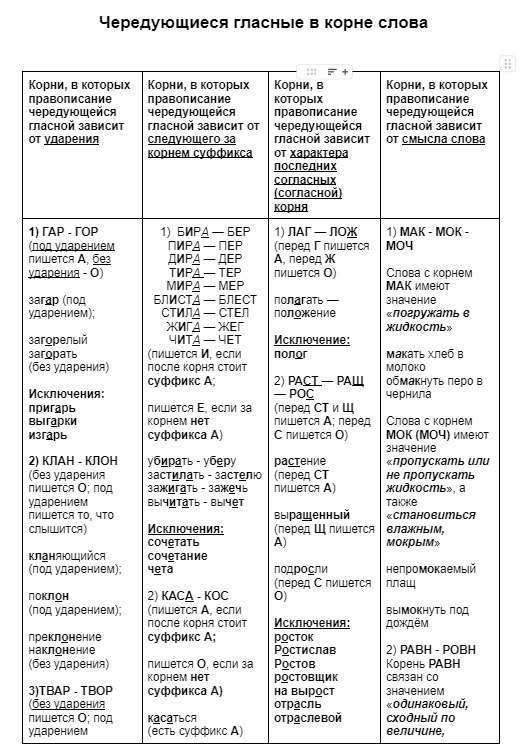 Чередующиеся гласные в корне слова
Корни, в которых
правописание
чередующейся
гласной зависит
от ударения
Корни, в которых
правописание
чередующейся
гласной зависит от
следующего за
корнем суффикса
Корни, в
которых
правописание
чередующейся
гласной зависит
от характера
последних
согласных
(согласной)
корня
Корни, в которых
правописание
чередующейся
гласной зависит от
смысла слова
1) ГАР - ГОР
(под ударением
пишется А, без
ударения - О)
загар (под
ударением);
загорелый
загорать
(без ударения)
Исключения:
пригарь
выгарки
изгарь
2) КЛАН - КЛОН
(без ударения
пишется О; под
ударением
пишется то, что
слышится)
кланяющийся
(под ударением);
поклон
(под ударением);
преклонение
наклонение
(без ударения)
3)ТВАР - ТВОР
(без ударения
пишется О; под
ударением
1) БИРА — БЕР
ПИРА — ПЕР
ДИРА — ДЕР
ТИРА — ТЕР
МИРА — МЕР
БЛИСТА — БЛЕСТ
СТИЛА — СТЕЛ
ЖИГА — ЖЕГ
ЧИТА — ЧЕТ
(пишется И, если
после корня стоит
суффикс А;
пишется Е, если за
корнем нет
суффикса А)
убирать - уберу
застилать - застелю
зажигать - зажечь
вычитать - вычет
Исключения:
сочетать
сочетание
чета
2) КАСА - КОС
(пишется А, если
после корня стоит
суффикс А;
пишется О, если за
корнем нет
суффикса А)
касаться
(есть суффикс А)
1) ЛАГ — ЛОЖ
(перед Г пишется
А, перед Ж
пишется О)
полагать —
положение
Исключение:
полог
2) РАСТ — РАЩ
— РОС
(перед СТ и Щ
пишется А; перед
С пишется О)
растение
(перед СТ
пишется А)
выращенный
(перед Щ пишется
А)
подросли
(перед С пишется
О)
Исключения:
росток
Ростислав
Ростов
ростовщик
на вырост
отрасль
отраслевой
1) МАК - МОК -
МОЧ
Слова с корнем
МАК имеют
значение
«погружать в
жидкость»
макать хлеб в
молоко
обмакнуть перо в
чернила
Слова с корнем
МОК (МОЧ) имеют
значение
«пропускать или
не пропускать
жидкость», а
также
«становиться
влажным,
мокрым»
непромокаемый
плащ
вымокнуть под
дождём
2) РАВН - РОВН
Корень РАВН
связан со
значением
«одинаковый,
сходный по
величине,